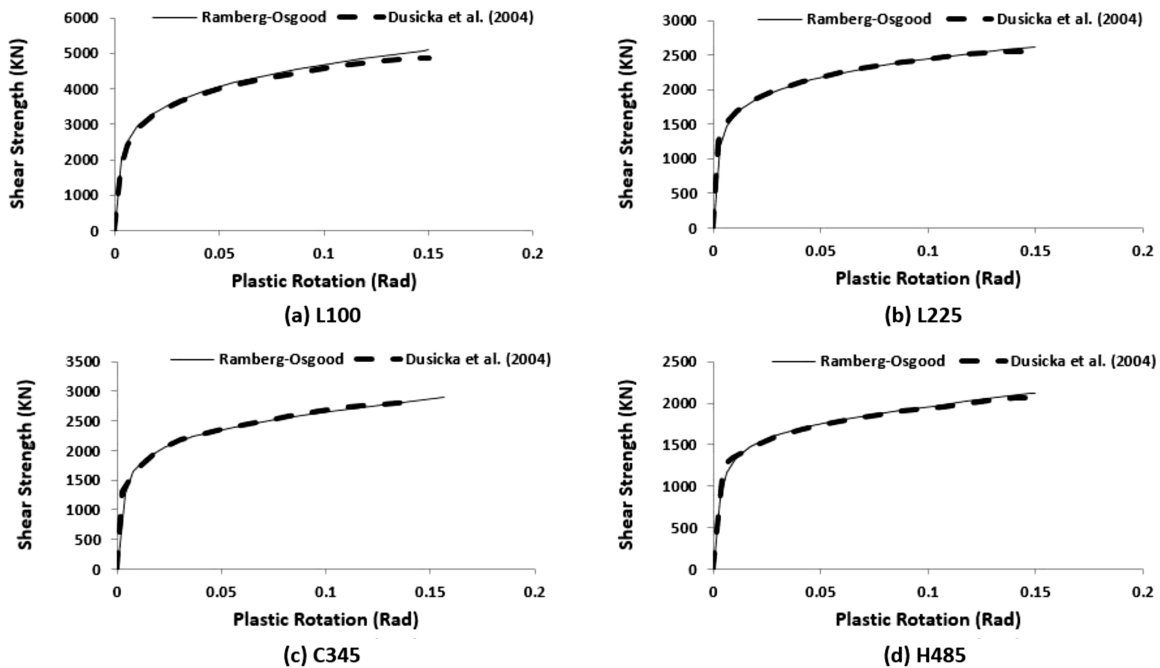 Ramberg-Osgood Dusicka et al. (2004)
Shear Strength (KN)
6000
5000
4000
3000
2000
1000
0
0 0.05 0.1 0.15 0.2
Plastic Rotation (Rad)
(a) L100
Ramberg-Osgood Dusicka et al. (2004)
Shear Strength (KN)
3000
2500
2000
1500
1000
500
0
0 0.05 0.1 0.15 0.2
Plastic Rotation (Rad)
(b) L225
Ramberg-Osgood Dusicka et al. (2004)
Shear Strength (KN)
3500
3000
2500
2000
1500
1000
500
0
0 0.05 0.1 0.15 0.2
Plastic Rotation (Rad)
(c) C345
Ramberg-Osgood Dusicka et al. (2004)
Shear Strength (KN)
2500
2000
1500
1000
500
0
0 0.05 0.1 0.15 0.2
Plastic Rotation (Rad)
(d) H485